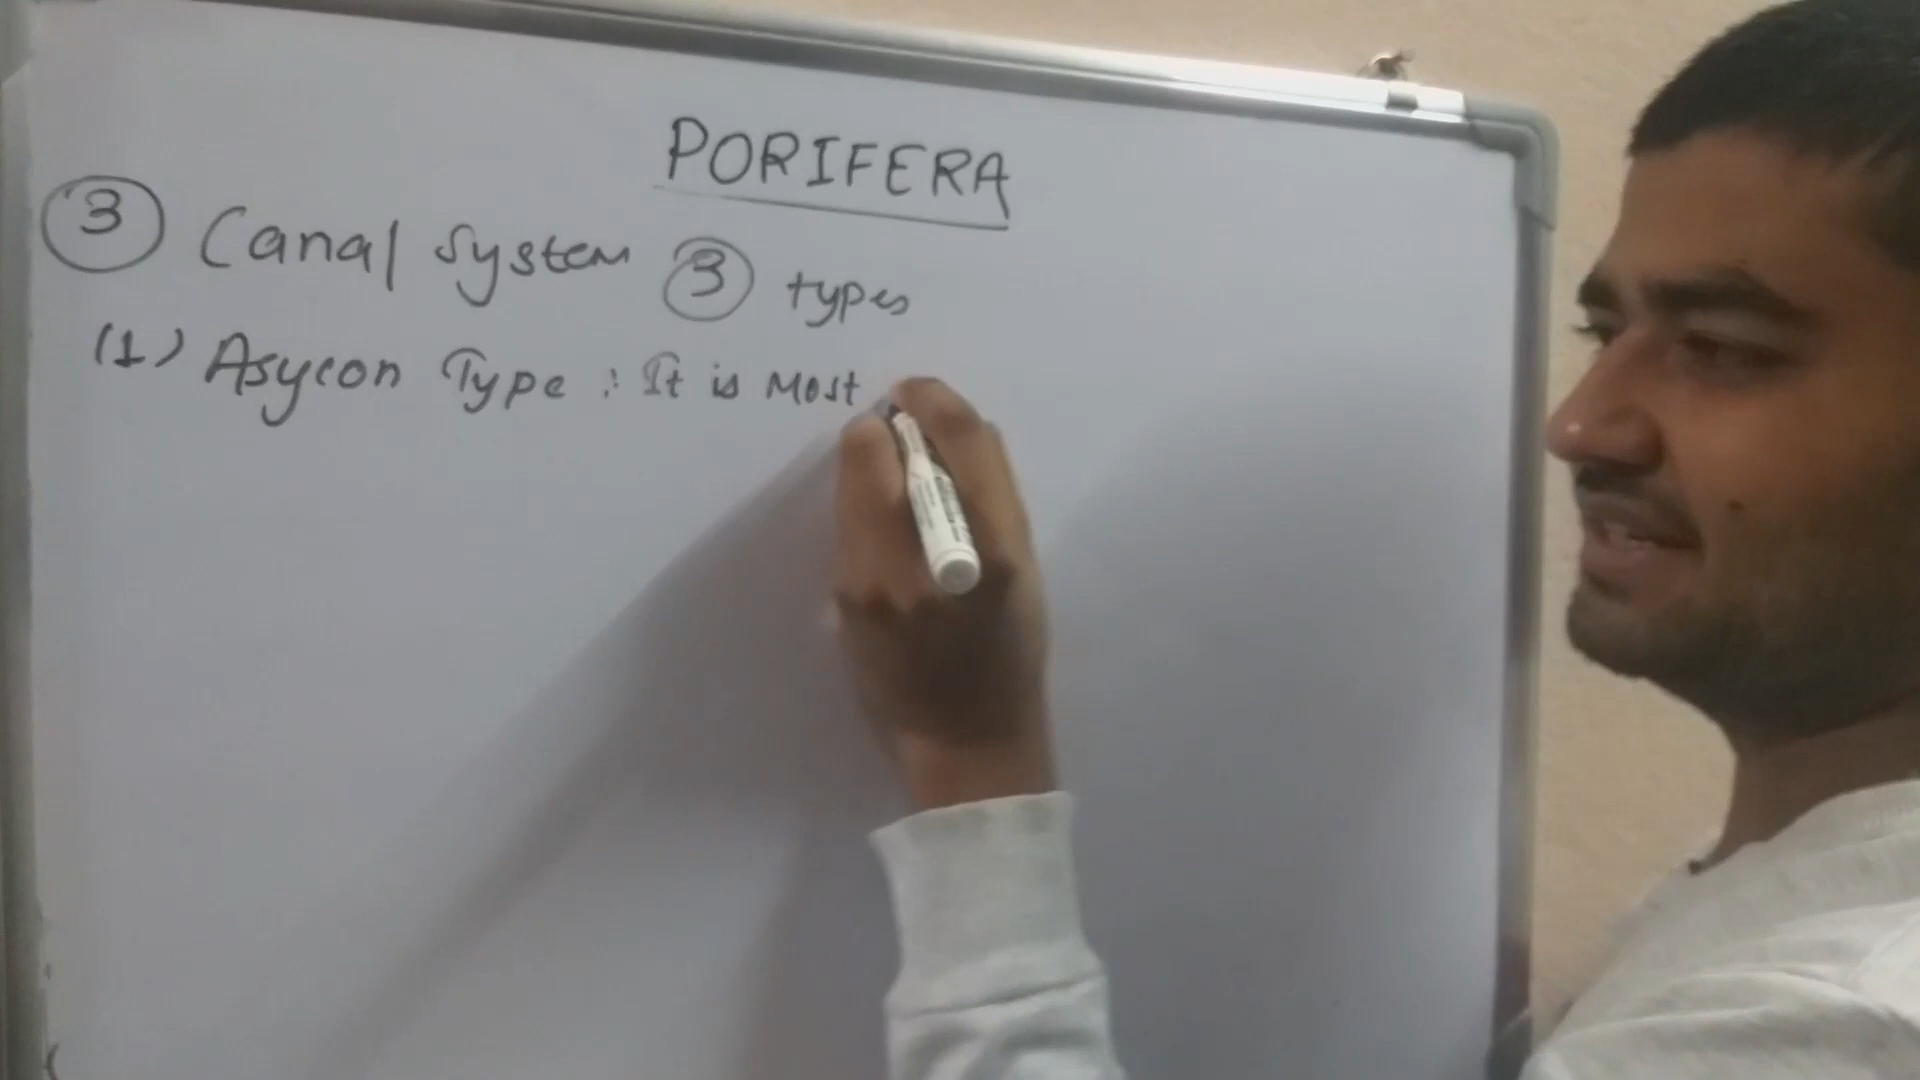 PORIFERA
3 Canal System 3 types
(1) Asycon Type : It is Most